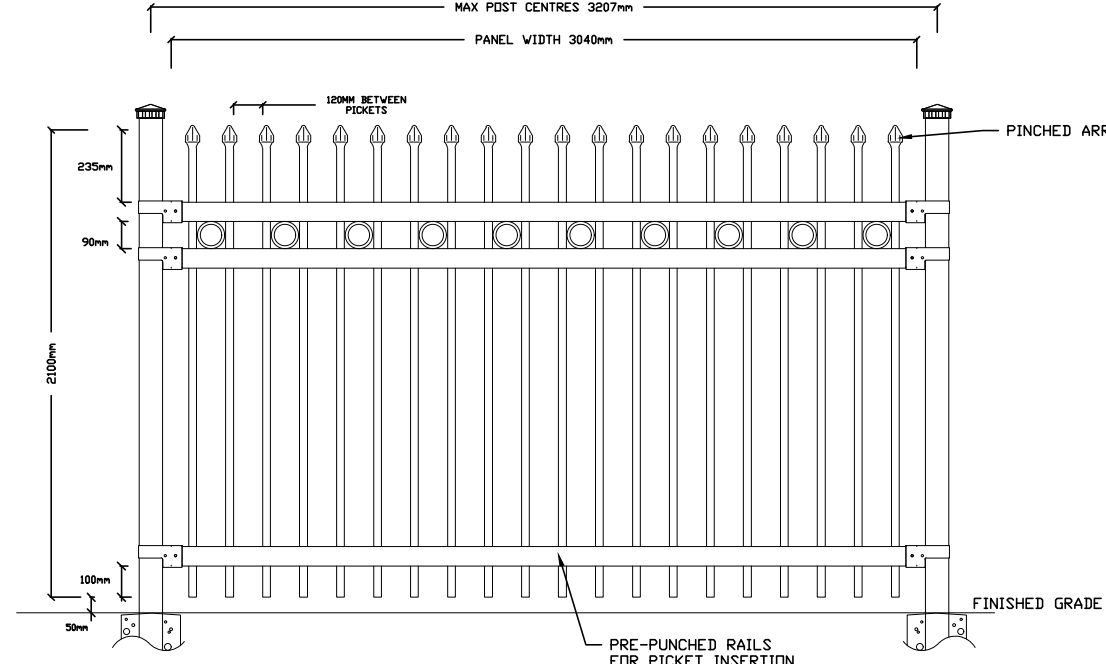 MAX POST CENTRES 3207mm
PANEL WIDTH 3040mm
120MM BETWEEN
PICKETS
PINCHED ARR
235mm
90mm
2100mm
100mm
50mm
FINISHED GRADE
PRE-PUNCHED RAILS
FOR PICKET INSERTION